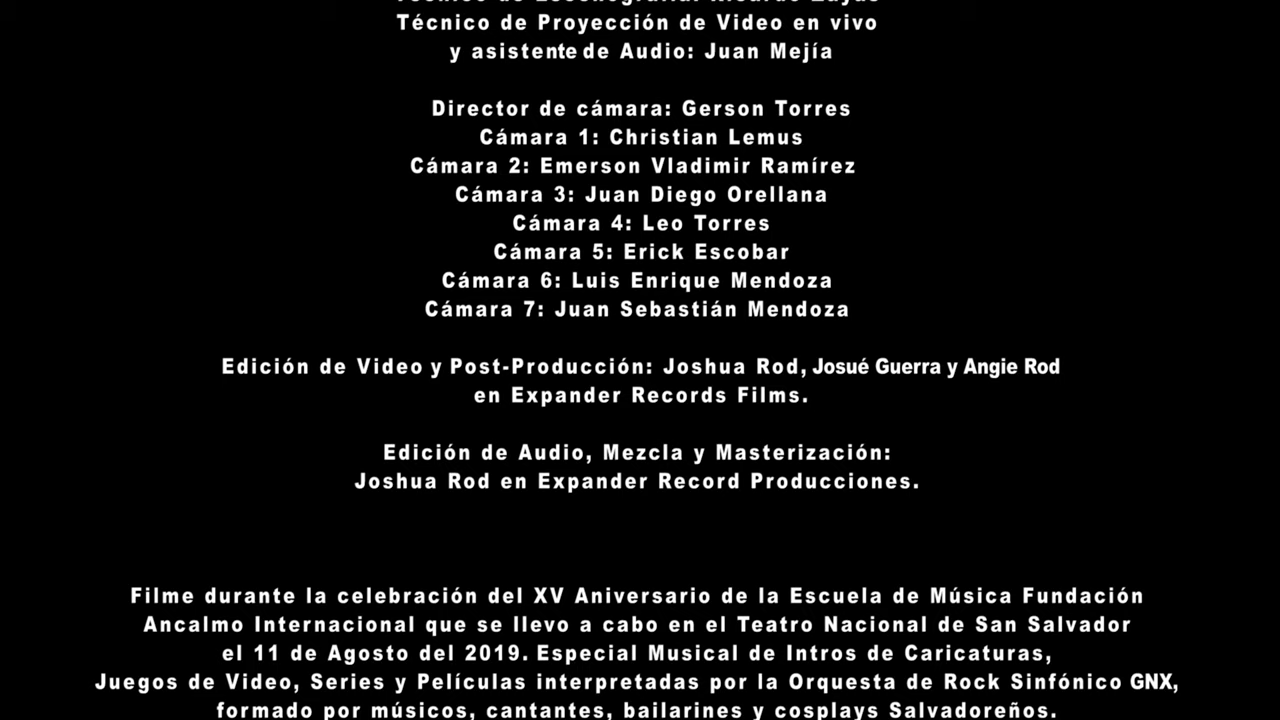 Técnico de Proyección de Video en vivo
y asistente de Audio: Juan Mejía
Director de cámara: Gerson Torres
Cámara 1: Christian Lemus
Cámara 2: Emerson Vladimir Ramírez
Cámara 3: Juan Diego Orellana
Cámara 4: Leo Torres
Cámara 5: Erick Escobar
Cámara 6: Luis Enrique Mendoza
Cámara 7: Juan Sebastián Mendoza
Edición de Video y Post-Producción: Joshua Rod, Josué Guerra y Angie Rod
en Expander Records Films.
Edición de Audio, Mezcla y Masterización:
Joshua Rod en Expander Record Producciones.
Filme durante la celebración del XV Aniversario de la Escuela de Música Fundación
Ancalmo Internacional que se llevo a cabo en el Teatro Nacional de San Salvador
el 11 de Agosto del 2019. Especial Musical de Intros de Caricaturas,
Juegos de Video, Series y Películas interpretadas por la Orquesta de Rock Sinfónico GNX,
formado por músicos, cantantes, bailarines y cosplays Salvadoreños.